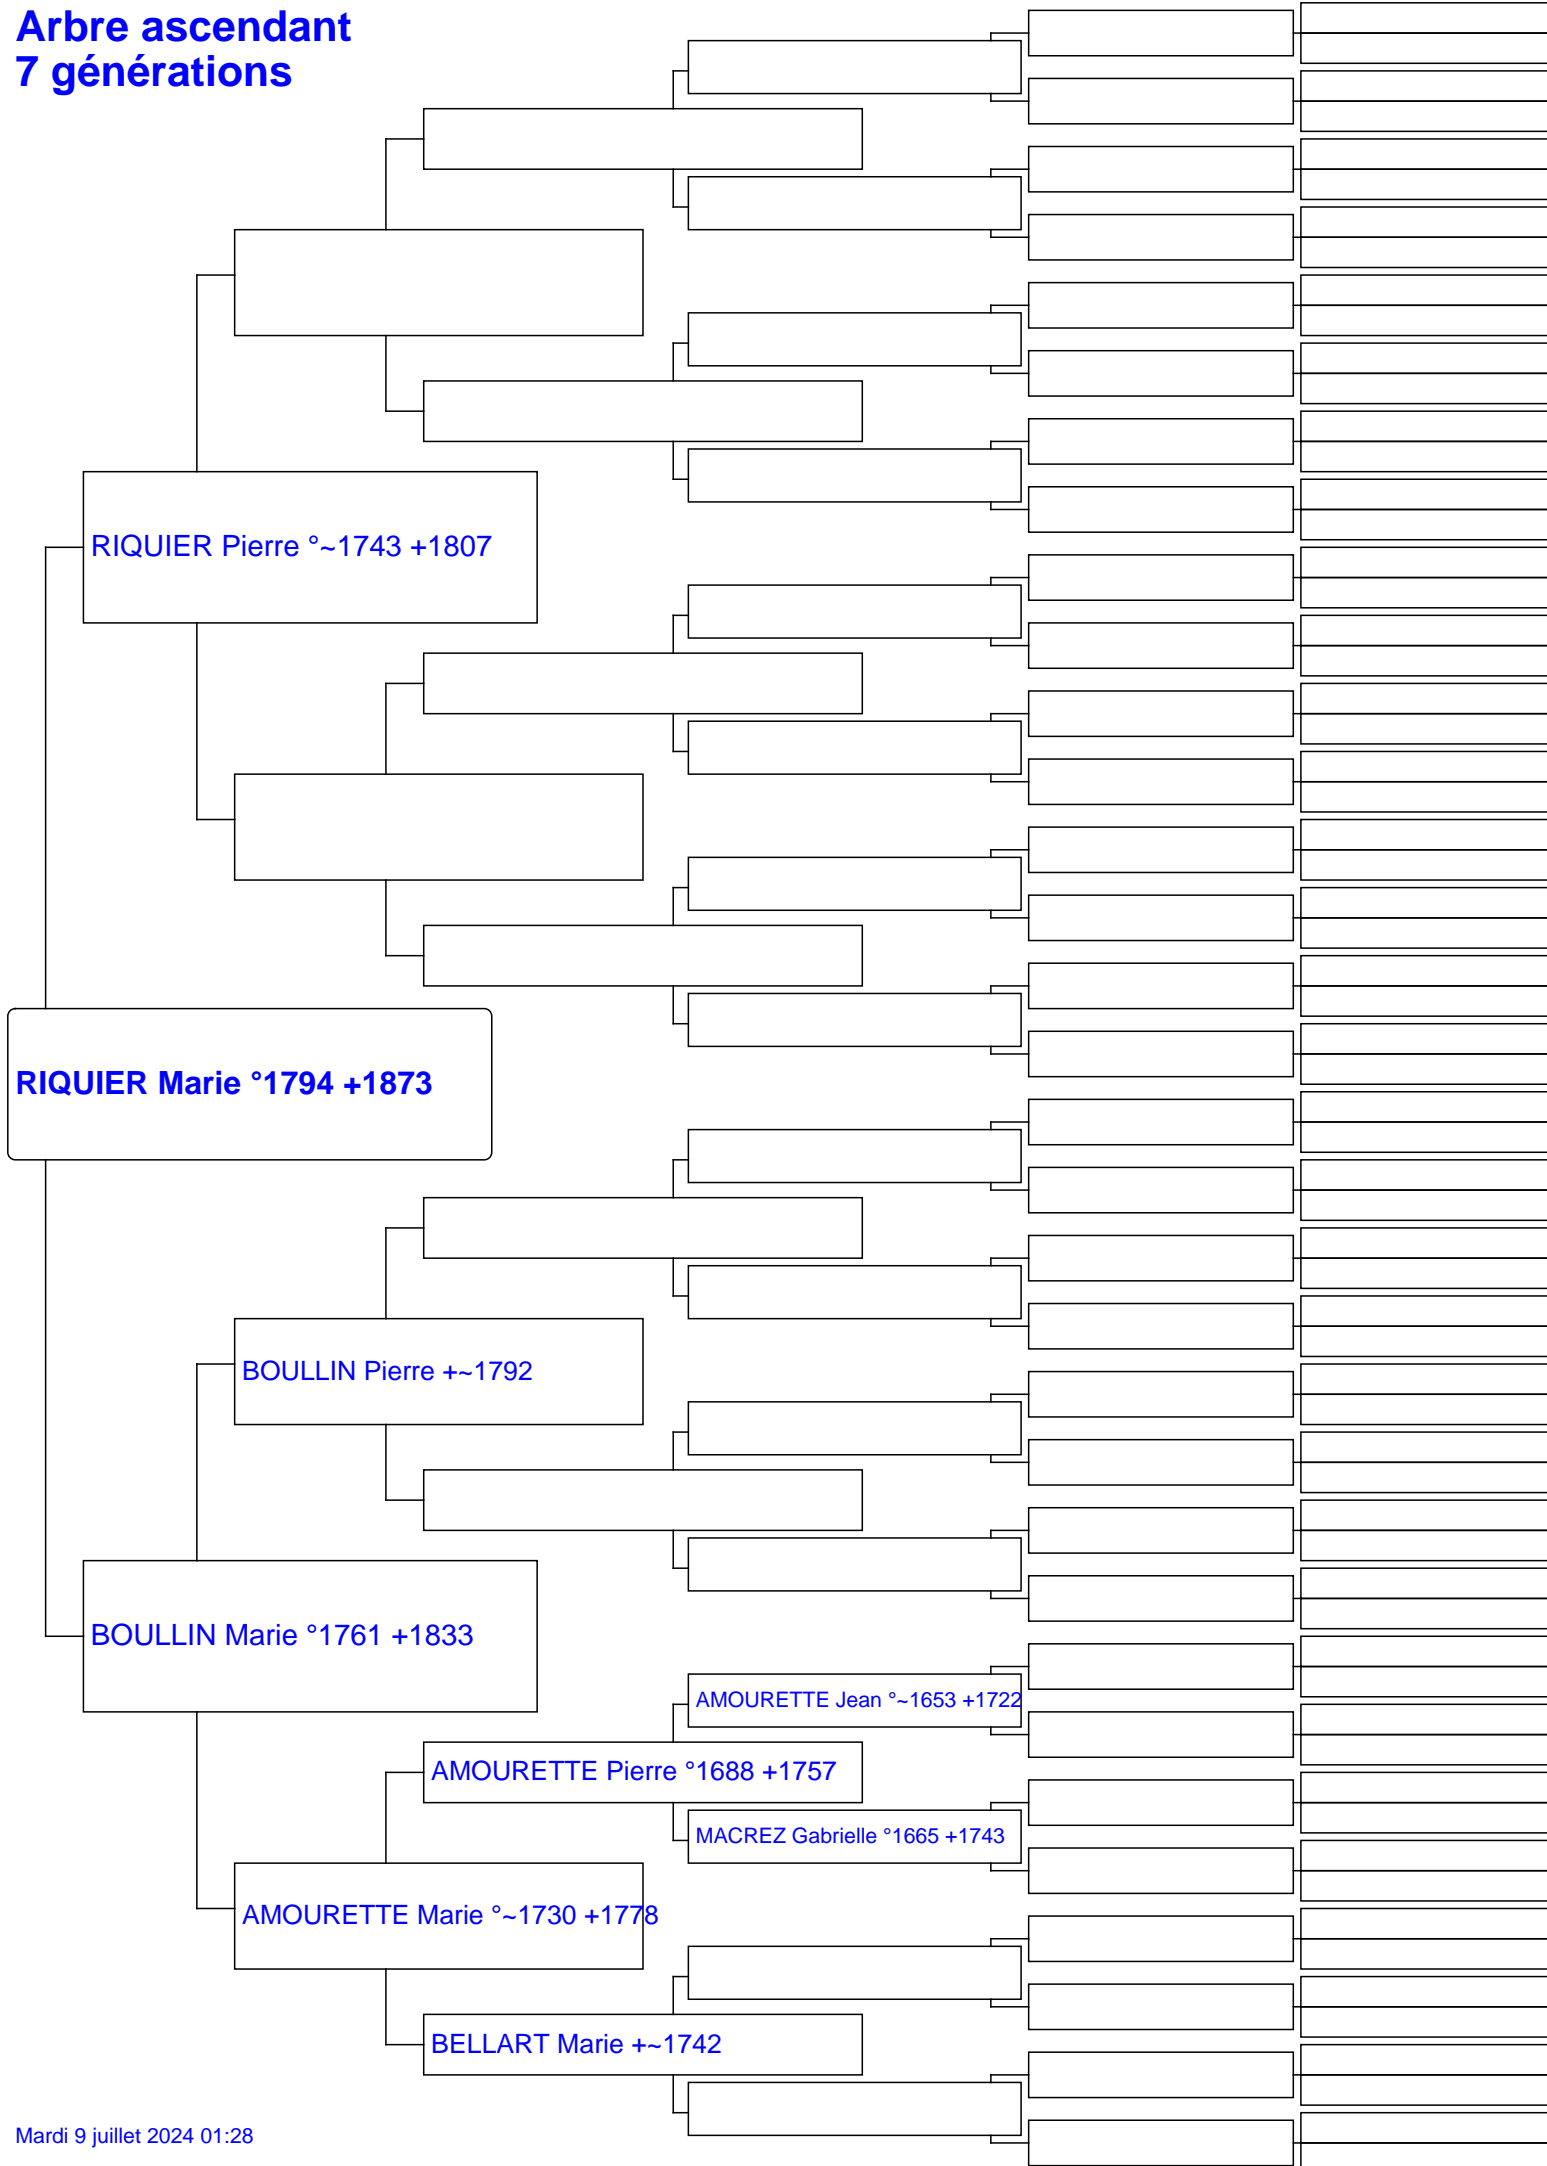 Arbre ascendant
7 générations
RIQUIER Pierre °~1743 +1807
RIQUIER Marie °1794 +1873
BOULLIN Pierre +~1792
BOULLIN Marie °1761 +1833
AMOURETTE Jean °~1653 +1722
AMOURETTE Pierre °1688 +1757
MACREZ Gabrielle °1665 +1743
AMOURETTE Marie °~1730 +1778
BELLART Marie +~1742
Mardi 9 juillet 2024 01:28